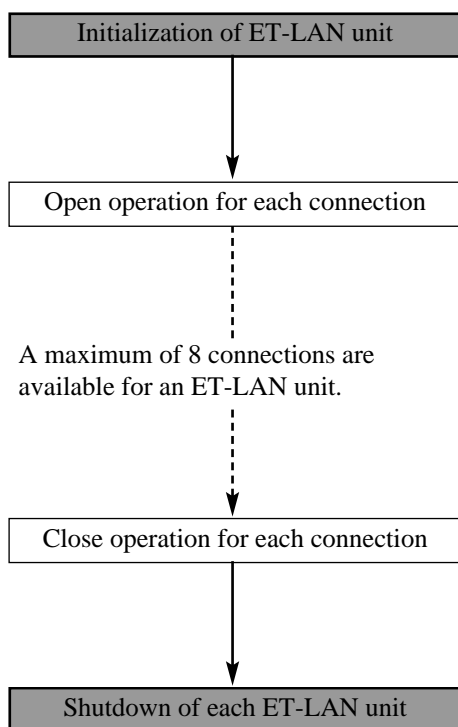 Initialization of ET-LAN unit
Open operation for each connection
A maximum of 8 connections are
available for an ET-LAN unit.
Close operation for each connection
Shutdown of each ET-LAN unit